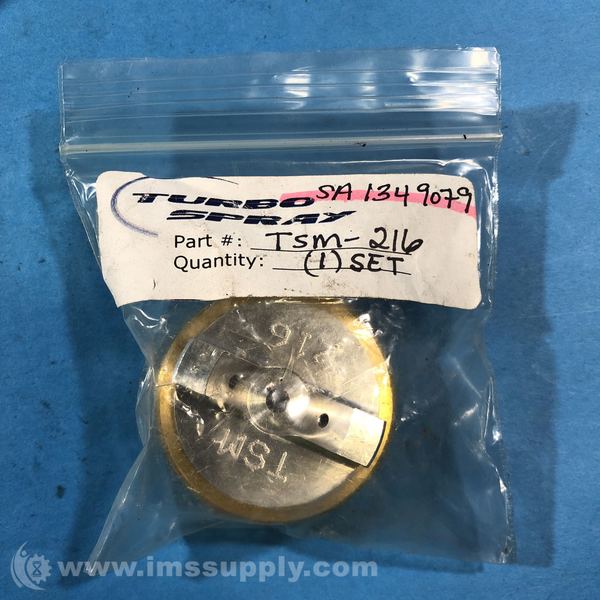 SA 1349079
TURBO
SPRAY
Part #: TSM-216
Quantity: (1) SET
216
TSM-
www.imssupply.com